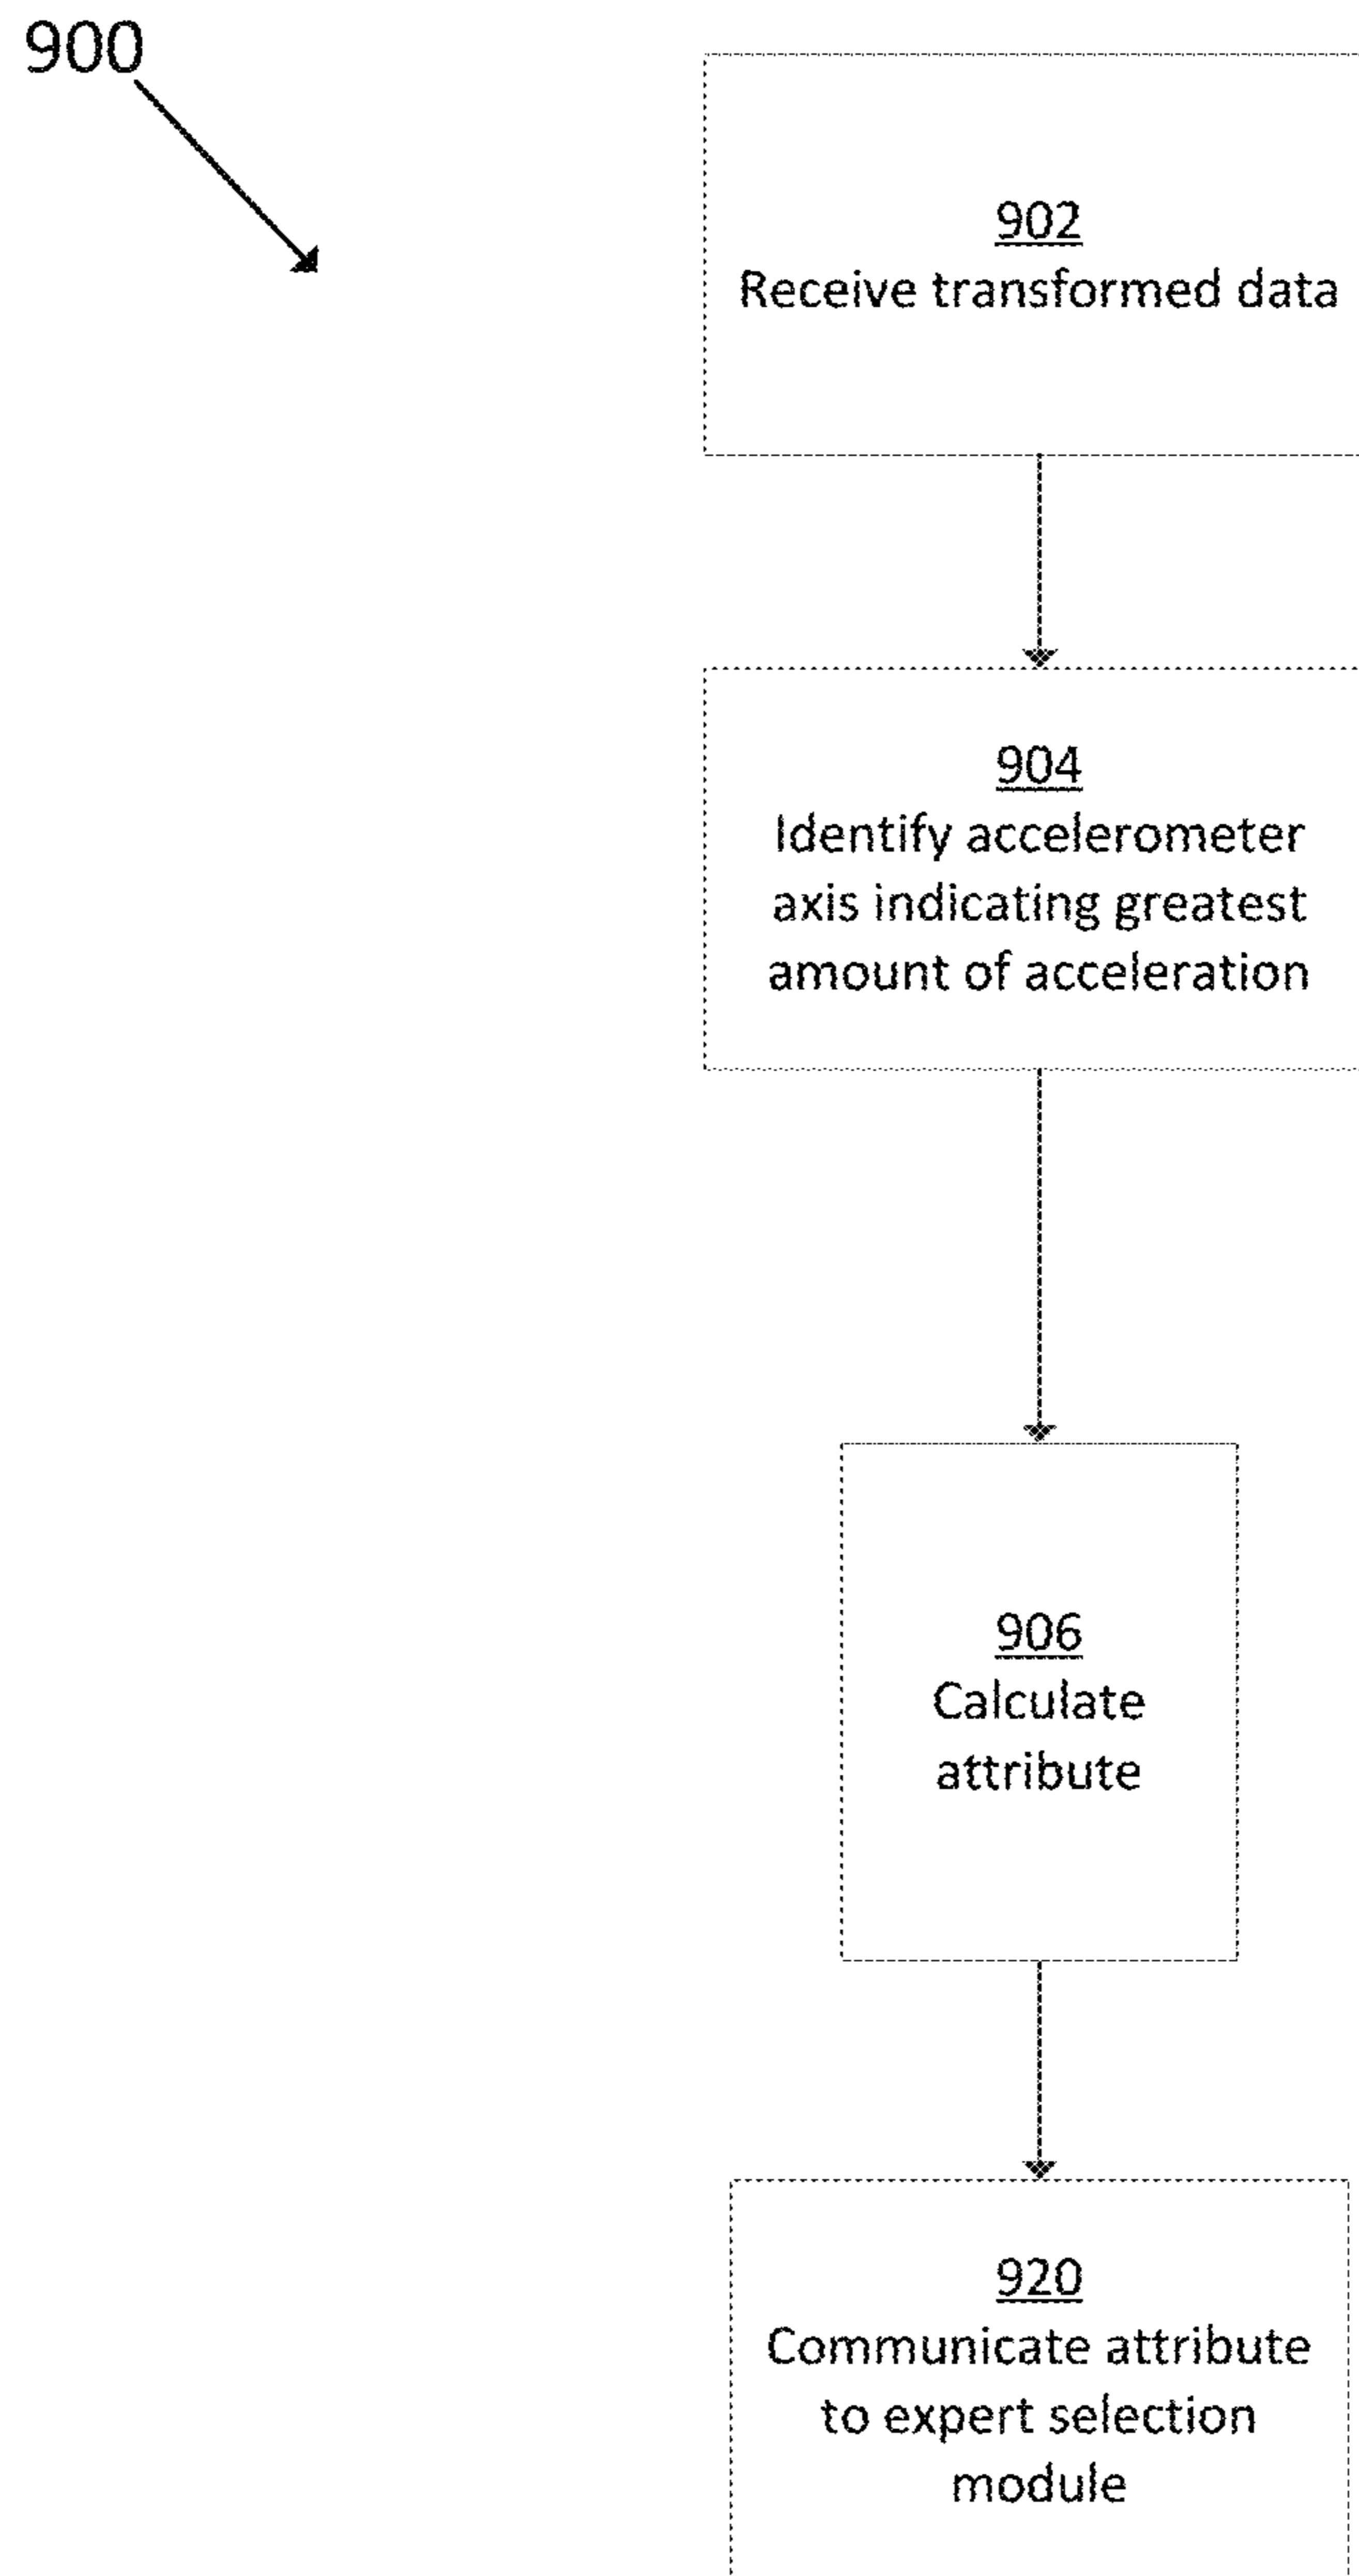 900
902
Receive transformed data
904
Identify accelerometer
axis indicating greatest
amount of acceleration
906
Calculate
attribute
920
Communicate attribute
to expert selection
module